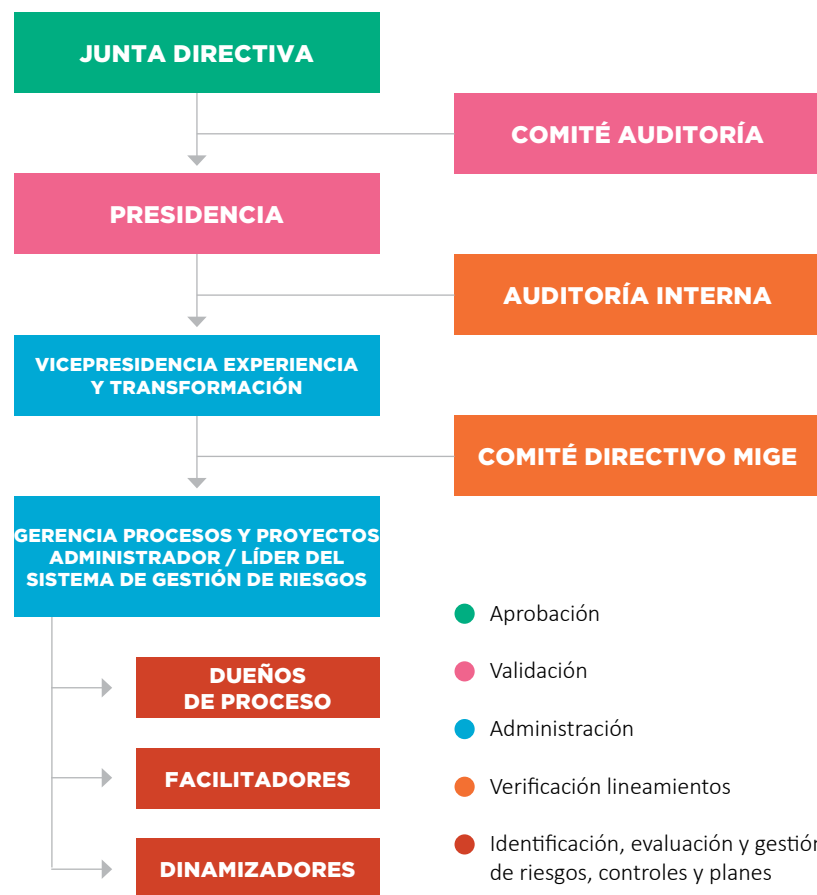 JUNTA DIRECTIVA
COMITÉ AUDITORÍA
PRESIDENCIA
AUDITORÍA INTERNA
VICEPRESIDENCIA EXPERIENCIA
Y TRANSFORMACIÓN
COMITÉ DIRECTIVO MIGE
GERENCIA PROCESOS Y PROYECTOS
ADMINISTRADOR / LÍDER DEL
SISTEMA DE GESTIÓN DE RIESGOS
DUEÑOS
DE PROCESO
FACILITADORES
DINAMIZADORES
Aprobación
Validación
Administración
Verificación lineamientos
Identificación, evaluación y gestión
de riesgos, controles y planes